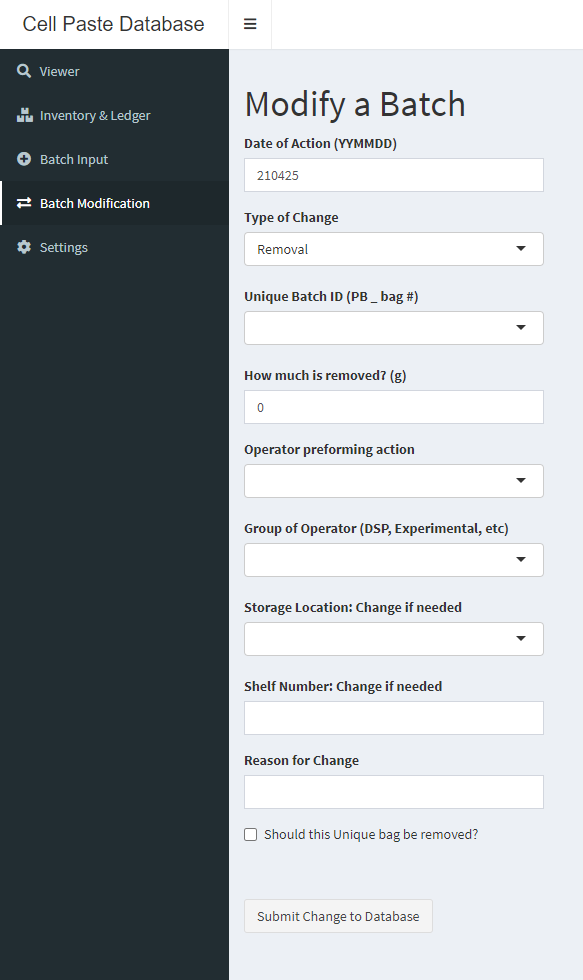 Cell Paste Database
Viewer
Inventory & Ledger
Batch Input
Batch Modification
Settings
Modify a Batch
Date of Action (YYMMDD)
210425
Type of Change
Removal
Unique Batch ID (PB _ bag #)
How much is removed? (g)
0
Operator preforming action
Group of Operator (DSP, Experimental, etc)
Storage Location: Change if needed
Shelf Number: Change if needed
Reason for Change
Should this Unique bag be removed?
Submit Change to Database